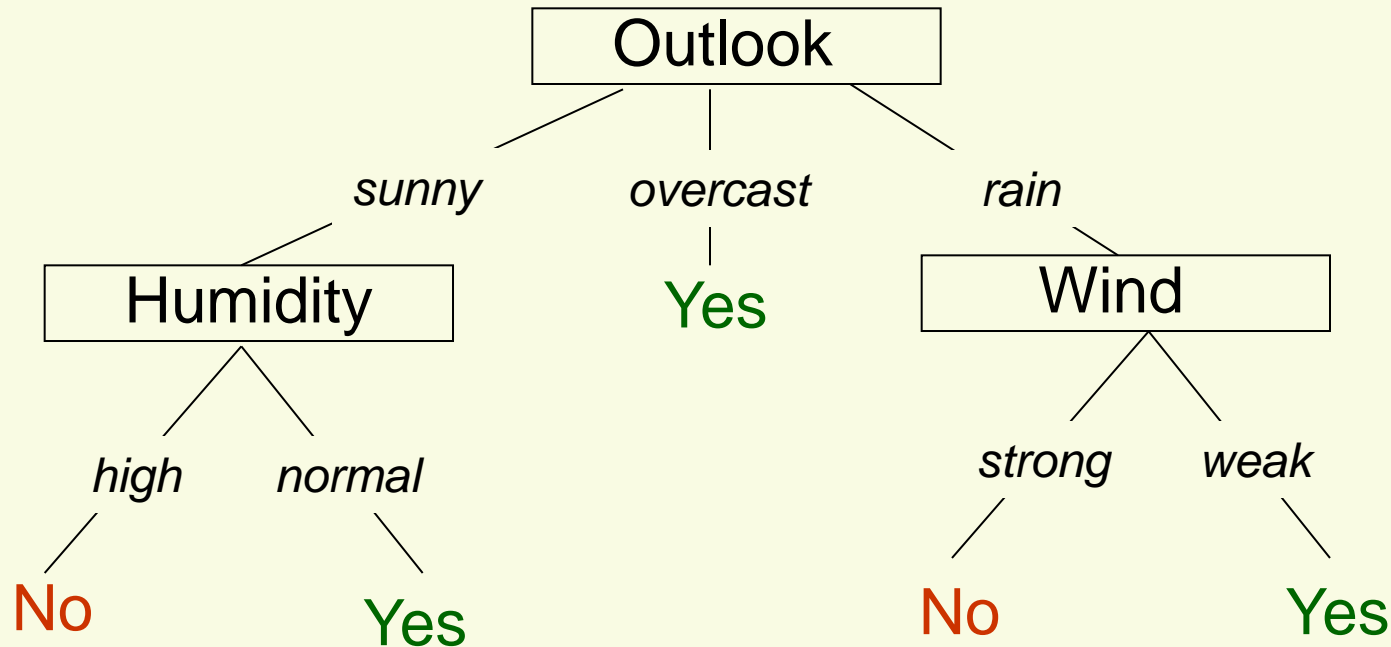 Outlook
sunny overcast rain
Humidity Yes Wind
high normal strong weak
No Yes No Yes